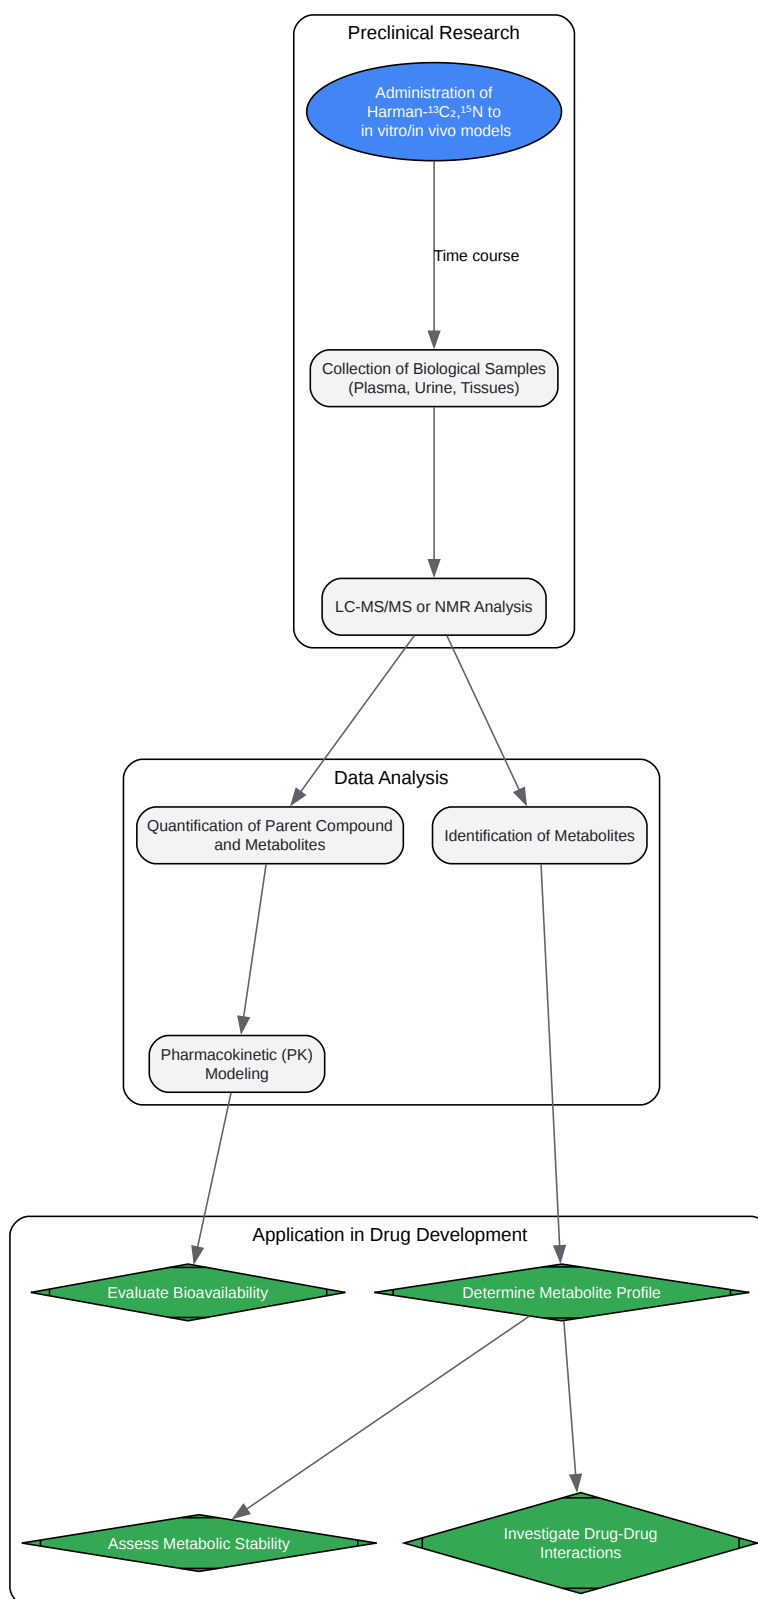 Preclinical Research
Administration of
Harman-¹³C₂,¹⁵N to
in vitro/in vivo models
Time course
Collection of Biological Samples
(Plasma, Urine, Tissues)
LC-MS/MS or NMR Analysis
Data Analysis
Quantification of Parent Compound
and Metabolites
Identification of Metabolites
Pharmacokinetic (PK)
Modeling
Application in Drug Development
Evaluate Bioavailability
Determine Metabolite Profile
Assess Metabolic Stability
Investigate Drug-Drug
Interactions